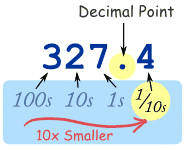 Decimal Point
327.4
100s 10s 1s 1/10s
10x Smaller